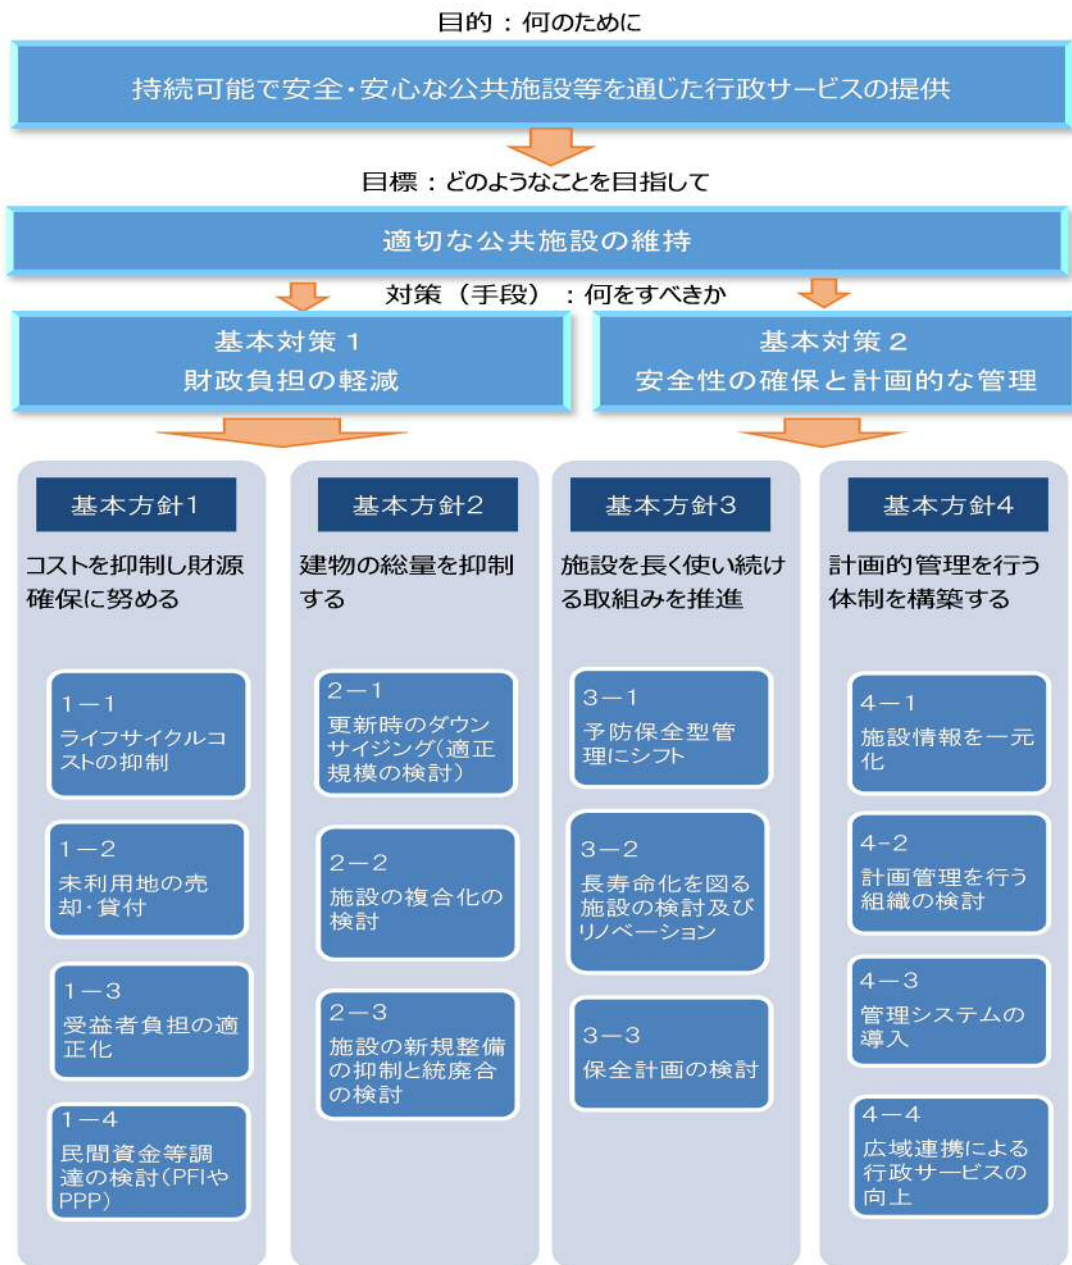 目的：何のために
持続可能で安全・安心な公共施設等を通じた行政サービスの提供
目標：どのようなことを目指して
適切な公共施設の維持
対策（手段）：何をすべきか
基本対策１
財政負担の軽減
基本対策２
安全性の確保と計画的な管理
基本方針1
コストを抑制し財源
確保に努める
1－1
ライフサイクルコ
ストの抑制
1－2
未利用地の売
却・貸付
1－3
受益者負担の適
正化
1－4
民間資金等調
達の検討(PFIや
PPP)
基本方針2
建物の総量を抑制
する
2－1
更新時のダウン
サイジング(適正
規模の検討)
2－2
施設の複合化の
検討
2－3
施設の新規整備
の抑制と統廃合
の検討
基本方針3
施設を長く使い続け
る取組みを推進
3－1
予防保全型管
理にシフト
3－2
長寿命化を図る
施設の検討及び
リノベーション
3－3
保全計画の検討
基本方針4
計画的管理を行う
体制を構築する
4－1
施設情報を一元
化
4-2
計画管理を行う
組織の検討
4－3
管理システムの
導入
4－4
広域連携による
行政サービスの
向上